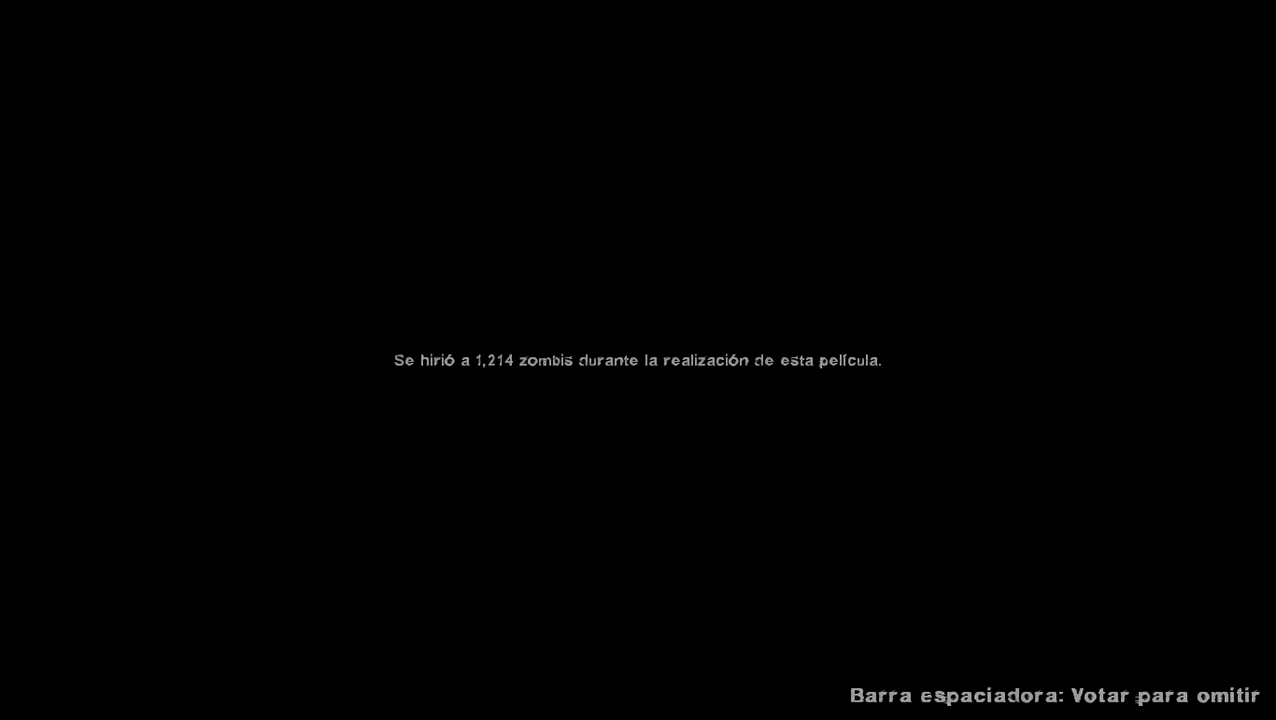 Se hirió a 1,214 zombis durante la realización de esta película.
Barra espaciadora: Votar para omitir